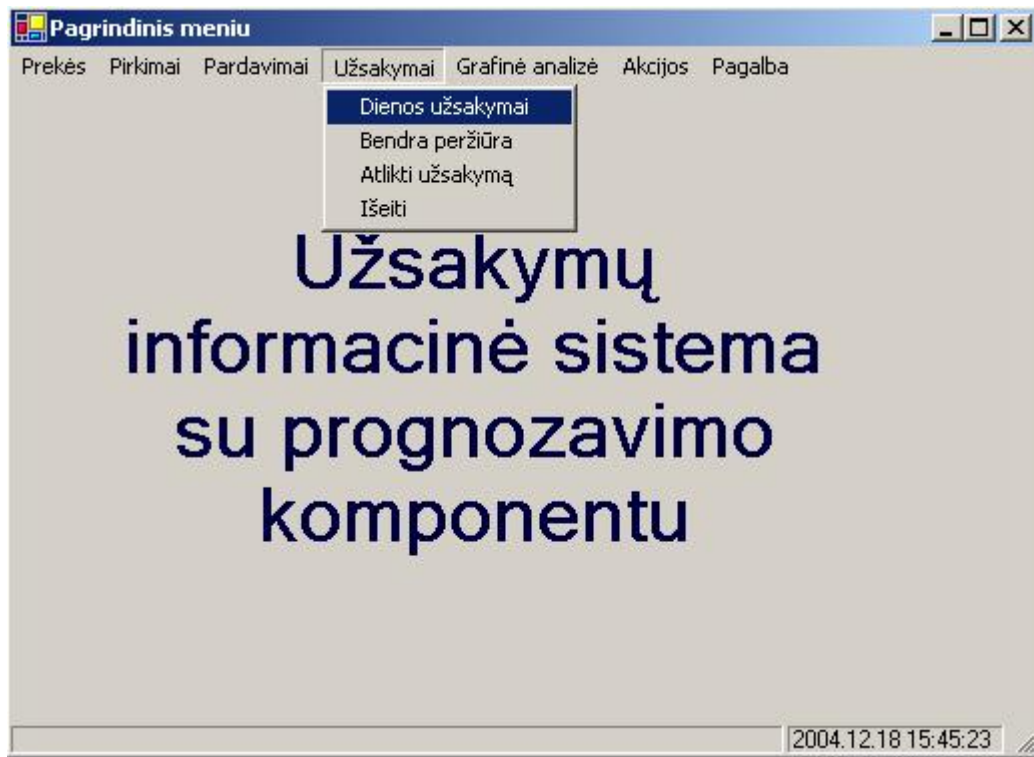 Pagrindinis meniu
Prekės Pirkimai Pardavimai Užsakymai Grafinė analizė Akcijos Pagalba
Dienos užsakymai
Bendra peržiūra
Atlikti užsakymą
Išeiti
Užsakymų
informacinė sistema
su prognozavimo
komponentu
2004.12.18 15:45:23